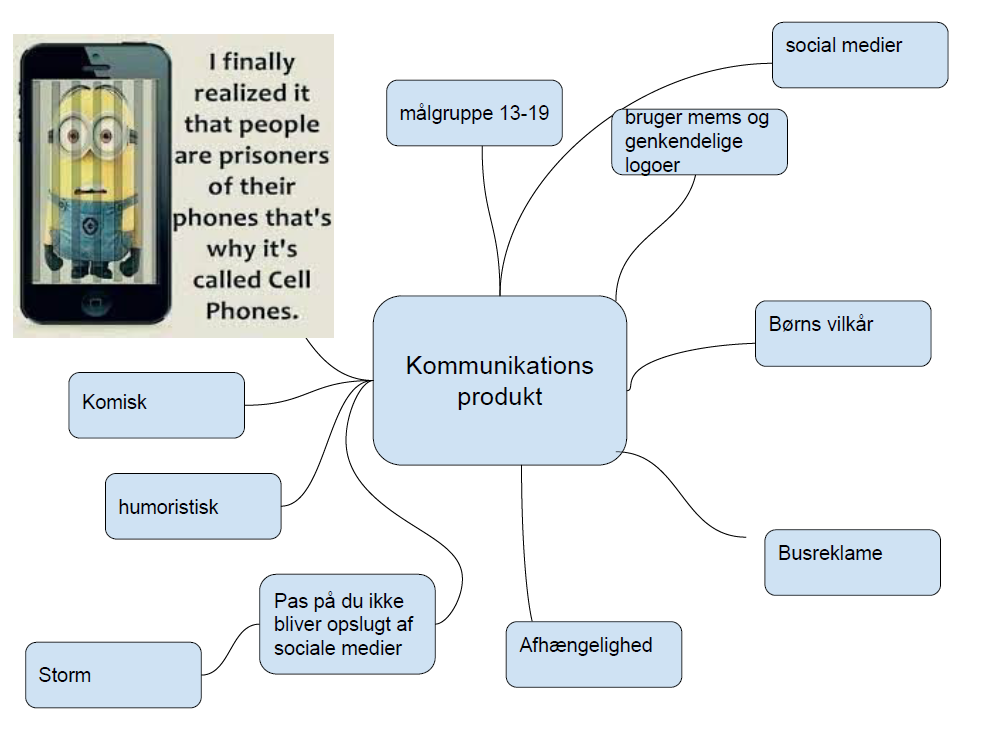 I finally
realized it
that people
are prisoners
of their
phones that's
why it's
called Cell
Phones.
målgruppe 13-19
social medier
bruger mems og
genkendelige
logoer
Kommunikations
produkt
Børns vilkår
Komisk
humoristisk
Busreklame
Pas på du ikke
bliver opslugt af
sociale medier
Afhængelighed
Storm